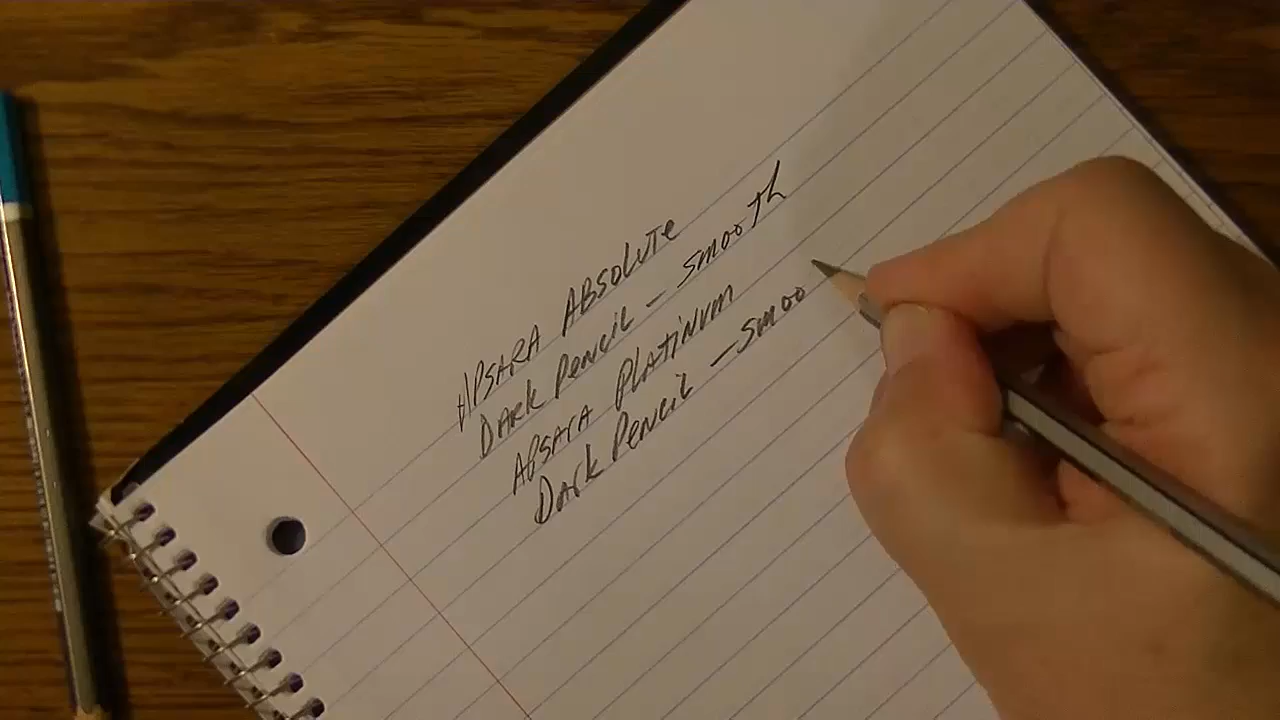 APSARA ABSOLUTE
DARK PenciL - smooTh
APSARA PLATiNUM
DArk PenciL - smoo